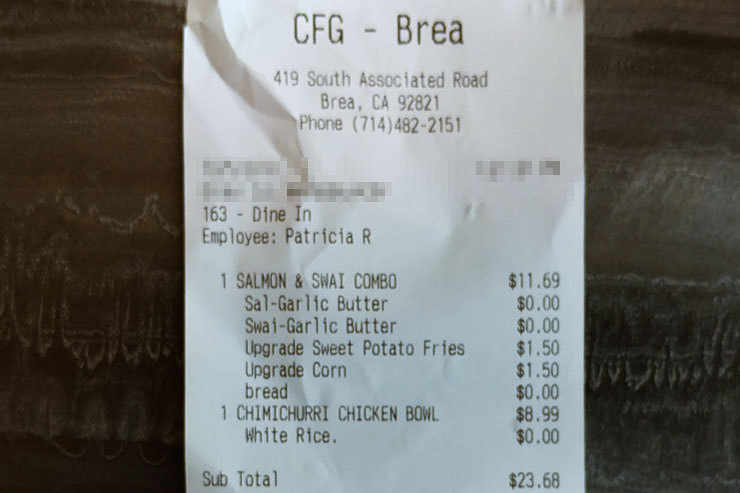 CFG - Brea
419 South Associated Road
Brea, CA 92821
Phone (714)482-2151
163 - Dine In
Employee: Patricia R
1 SALMON & SWAI COMBO $11.69
Sal-Garlic Butter $0.00
Swai-Garlic Butter $0.00
Upgrade Sweet Potato Fries $1.50
Upgrade Corn $1.50
bread $0.00
1 CHIMICHURRI CHICKEN BOWL $8.99
White Rice. $0.00
Sub Total $23.68